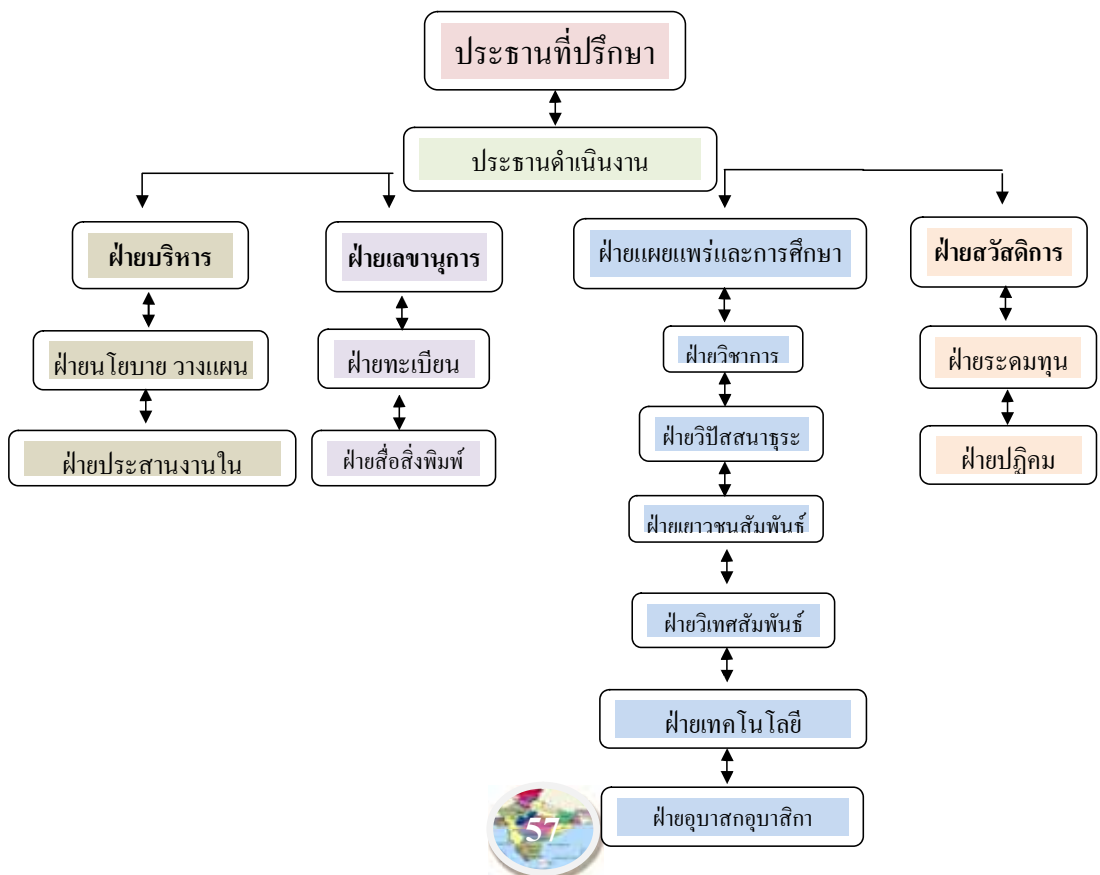 ประธานที่ปรึกษา
ประธานดำเนินงาน
ฝ่ายบริหาร
ฝ่ายเลขานุการ
ฝ่ายเผยแพร่และการศึกษา
ฝ่ายสวัสดิการ
ฝ่ายนโยบาย วางแผน
ฝ่ายทะเบียน
ฝ่ายวิชาการ
ฝ่ายระดมทุน
ฝ่ายประสานงานใน
ฝ่ายสื่อสิ่งพิมพ์
ฝ่ายวิปัสสนาธุระ
ฝ่ายปฏิคม
ฝ่ายเยาวชนสัมพันธ์
ฝ่ายวิเทศสัมพันธ์
ฝ่ายเทคโนโลยี
ฝ่ายอุบาสกอุบาสิกา
57